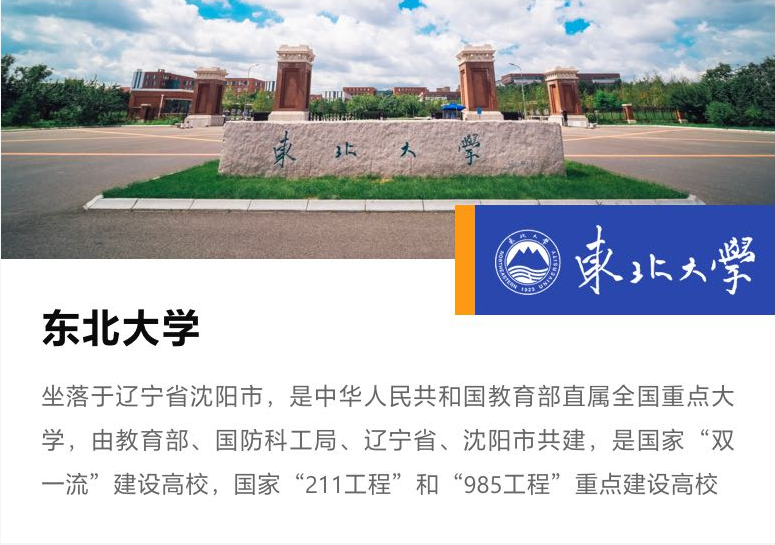 東北大學
東北大學
NORTHEASTERN 1923 UNIVERSITY
東北大學
东北大学
坐落于辽宁省沈阳市，是中华人民共和国教育部直属全国重点大
学，由教育部、国防科工局、辽宁省、沈阳市共建，是国家“双
一流”建设高校，国家“211工程”和“985工程”重点建设高校